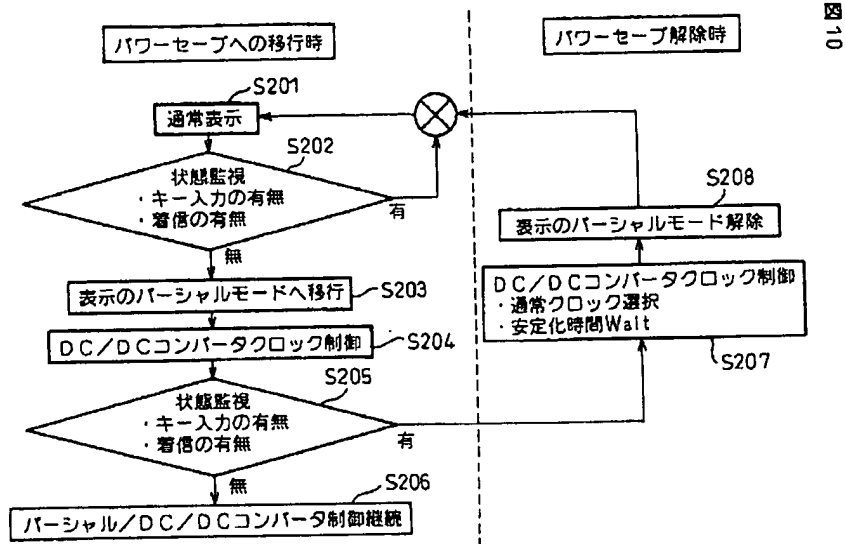 図10
パワーセーブへの移行時
S201
通常表示
S202
状態監視
・キー入力の有無
・着信の有無
有
無
表示のパーシャルモードへ移行
S203
DC/DCコンバータクロック制御
S204
S205
状態監視
・キー入力の有無
・着信の有無
有
無
S206
パーシャル/DC/DCコンバータ制御継続
パワーセーブ解除時
S208
表示のパーシャルモード解除
DC/DCコンバータクロック制御
・通常クロック選択
・安定化時間Wait
S207